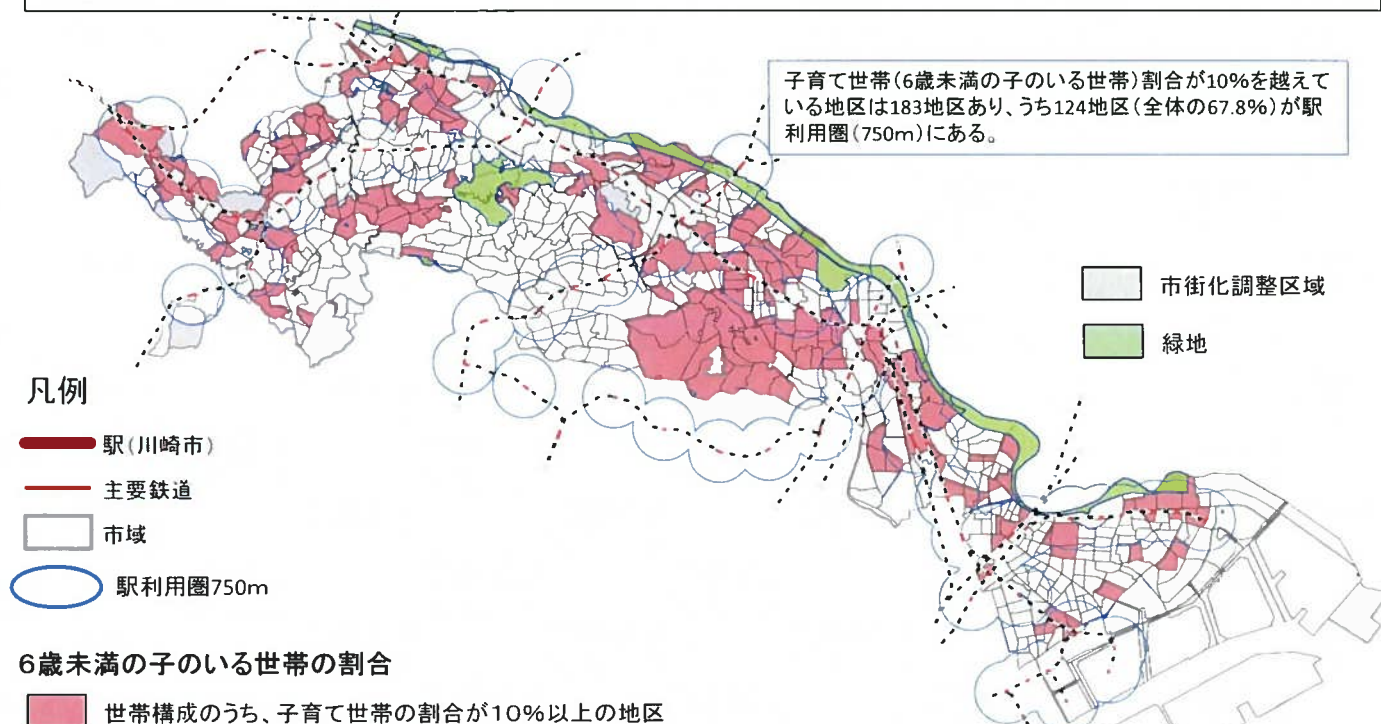 子育て世帯(6歳未満の子のいる世帯)割合が10%を越えて
いる地区は183地区あり、うち124地区(全体の67.8%)が駅
利用圏(750m)にある。
市街化調整区域
緑地
凡例
駅(川崎市)
主要鉄道
市域
駅利用圏750m
6歳未満の子のいる世帯の割合
世帯構成のうち、子育て世帯の割合が10%以上の地区